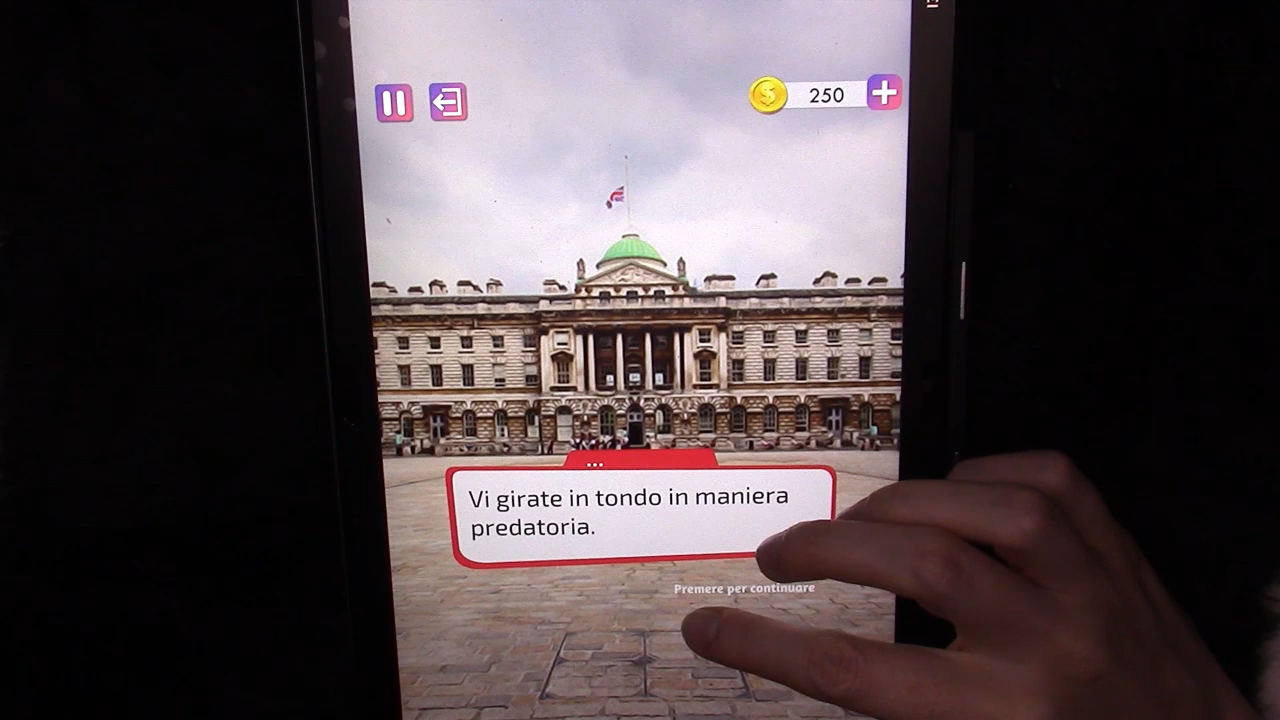 250
...
Vi girate in tondo in maniera
predatoria.
Premere per continuare